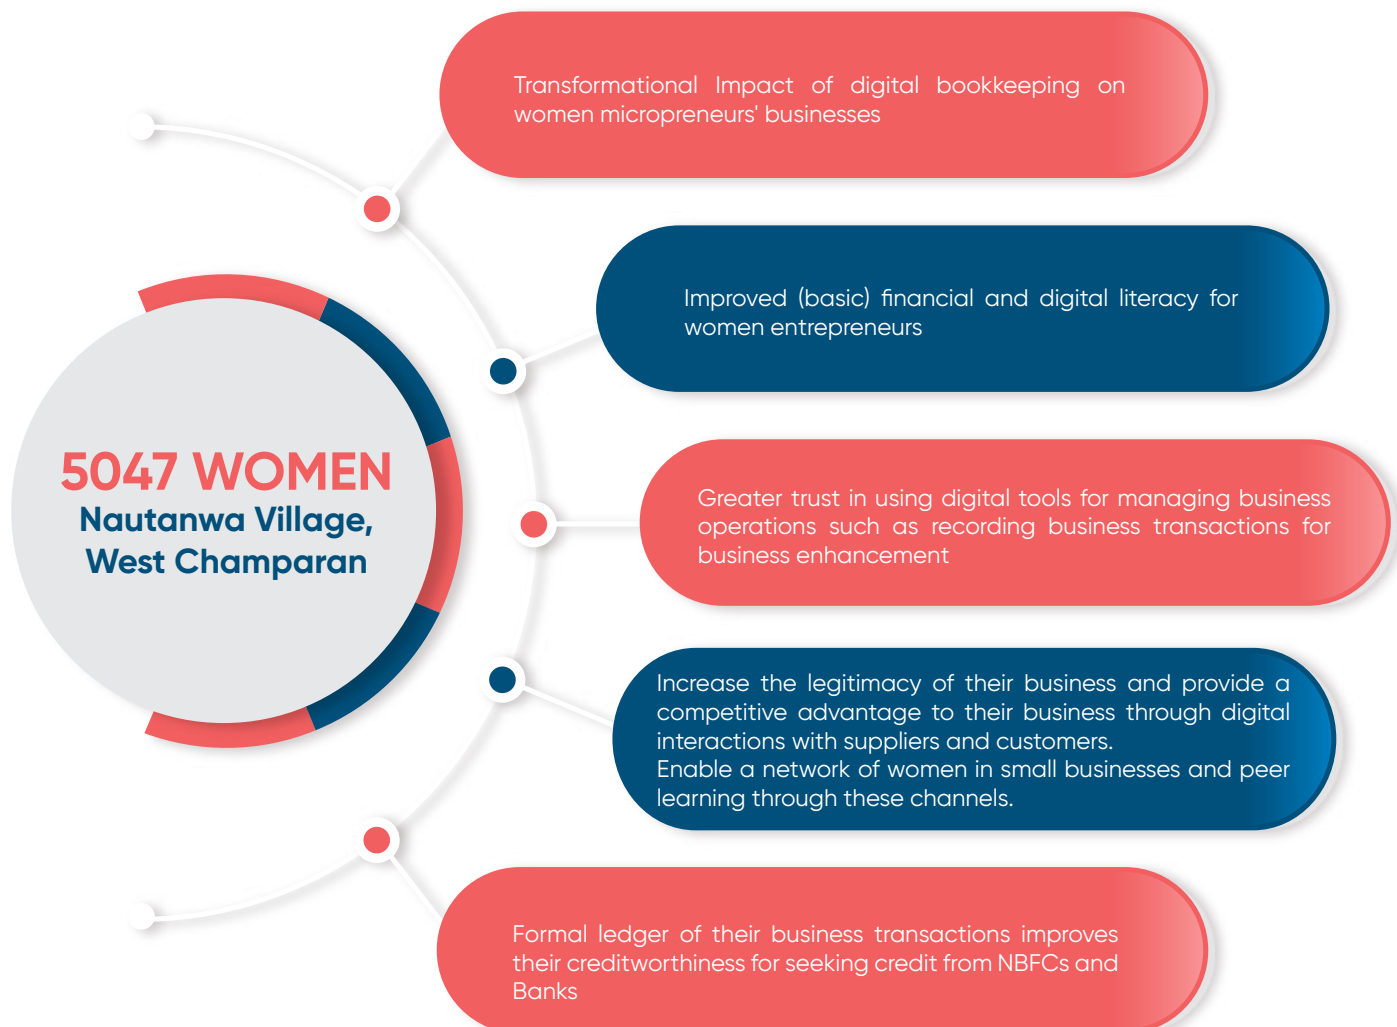 Transformational Impact of digital bookkeeping on
women micropreneurs' businesses
Improved (basic) financial and digital literacy for
women entrepreneurs
5047 WOMEN
Nautanwa Village,
West Champaran
Greater trust in using digital tools for managing business
operations such as recording business transactions for
business enhancement
Increase the legitimacy of their business and provide a
competitive advantage to their business through digital
interactions with suppliers and customers.
Enable a network of women in small businesses and peer
learning through these channels.
Formal ledger of their business transactions improves
their creditworthiness for seeking credit from NBFCs and
Banks